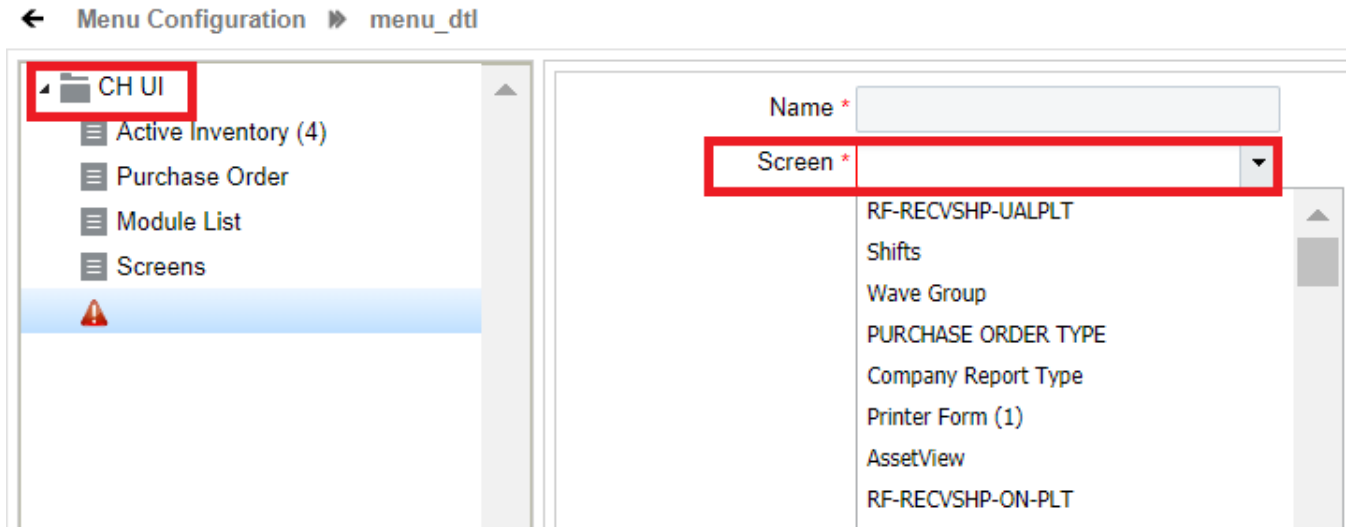 Menu Configuration menu_dtl
CH UI
Active Inventory (4)
Purchase Order
Module List
Screens
Name *
Screen *
RF-RECVSHP-UALPLT
Shifts
Wave Group
PURCHASE ORDER TYPE
Company Report Type
Printer Form (1)
AssetView
RF-RECVSHP-ON-PLT